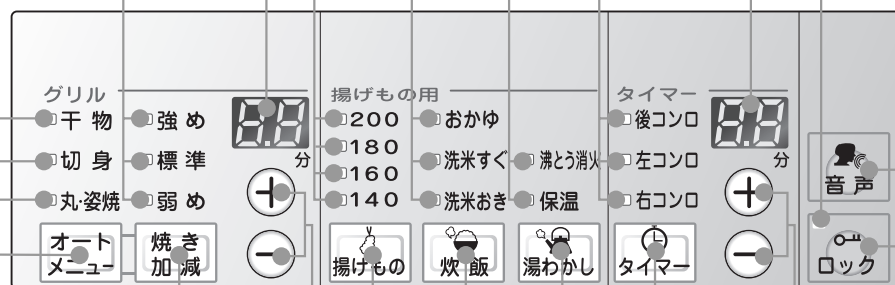 グリル
干物
強め
切身
標準
丸・姿焼
弱め
分
オート
メニュー
焼き
加減
揚げもの用
200
180
160
140
おかゆ
洗米すぐ
沸とう消火
洗米おき
保温
揚げもの
炊飯
湯わかし
タイマー
後コンロ
左コンロ
右コンロ
分
タイマー
音声
ロック